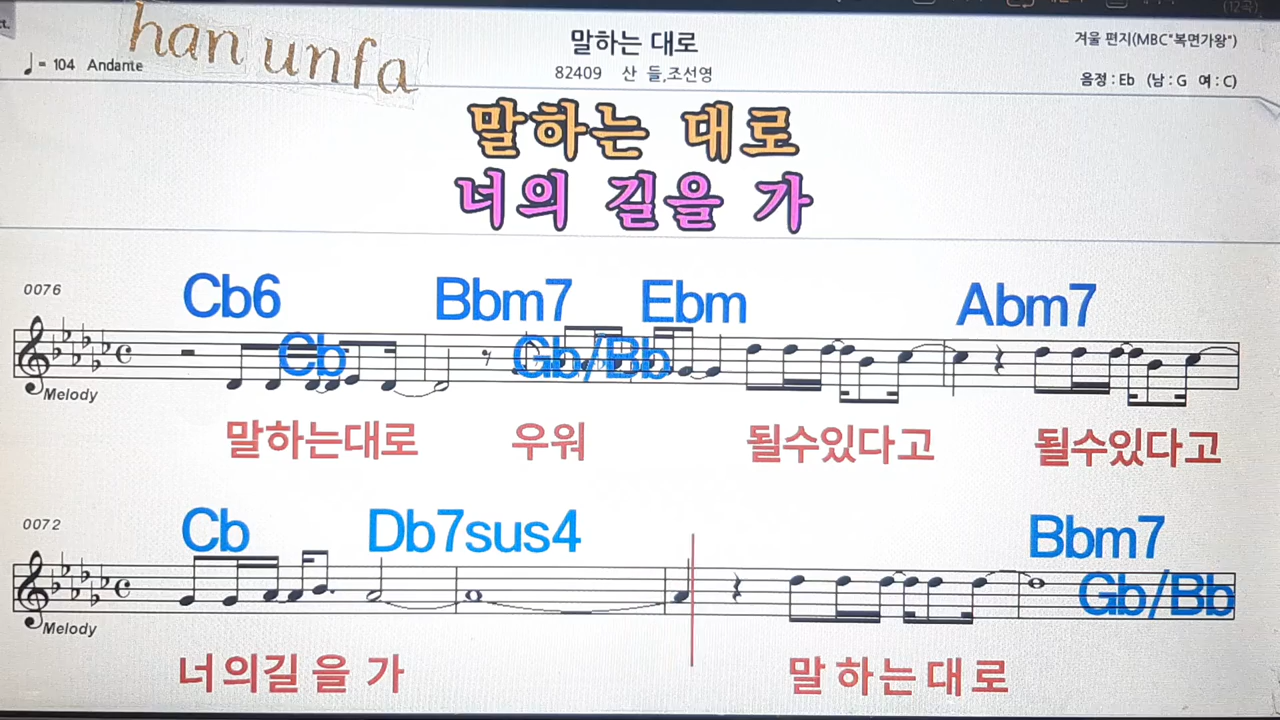 han unfa
♩= 104 Andante
말하는 대로
82409 산 들,조선영
겨울 편지(MBC"복면가왕")
음정 : Eb (남 : G 여 : C)
말하는 대로
너의 길을 가
0076
Cb6 Bbm7 Ebm Abm7
Cb Gb/Bb
Melody
말하는대로 우워 될수있다고 될수있다고
0072
Cb Db7sus4 Bbm7
Gb/Bb
Melody
너의길을 가 말하는대로